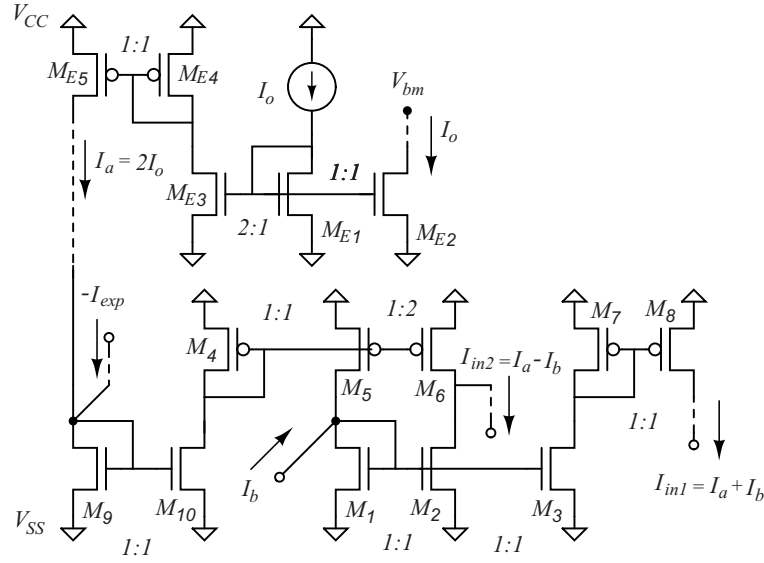 V_CC
1:1
M_E5
M_E4
I_o
V_bm
I_o
I_a = 2I_o
M_E3
1:1
2:1
M_E1
M_E2
-I_exp
1:1
1:2
M_7
M_8
M_4
M_5
M_6
I_in2 = I_a - I_b
1:1
I_b
I_in1 = I_a + I_b
V_SS
M_9
M_10
M_1
M_2
M_3
1:1
1:1
1:1